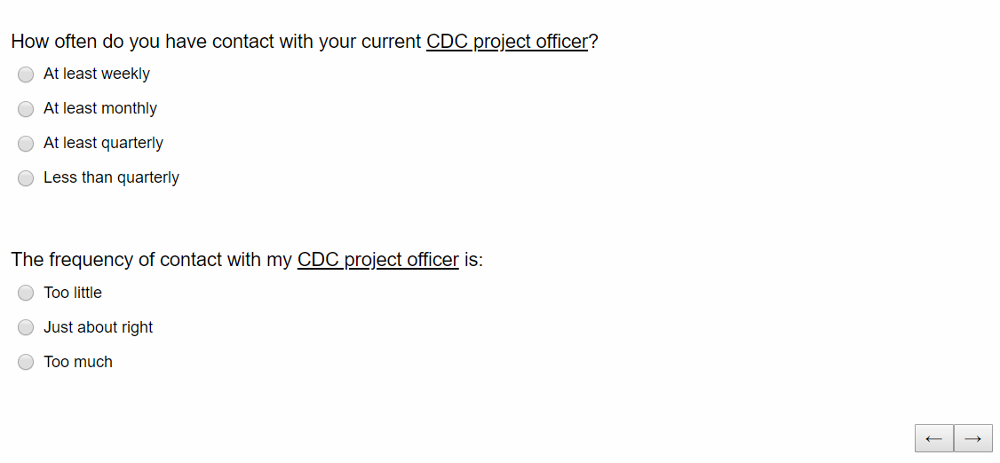 How often do you have contact with your current CDC project officer?
At least weekly
At least monthly
At least quarterly
Less than quarterly
The frequency of contact with my CDC project officer is:
Too little
Just about right
Too much
← →